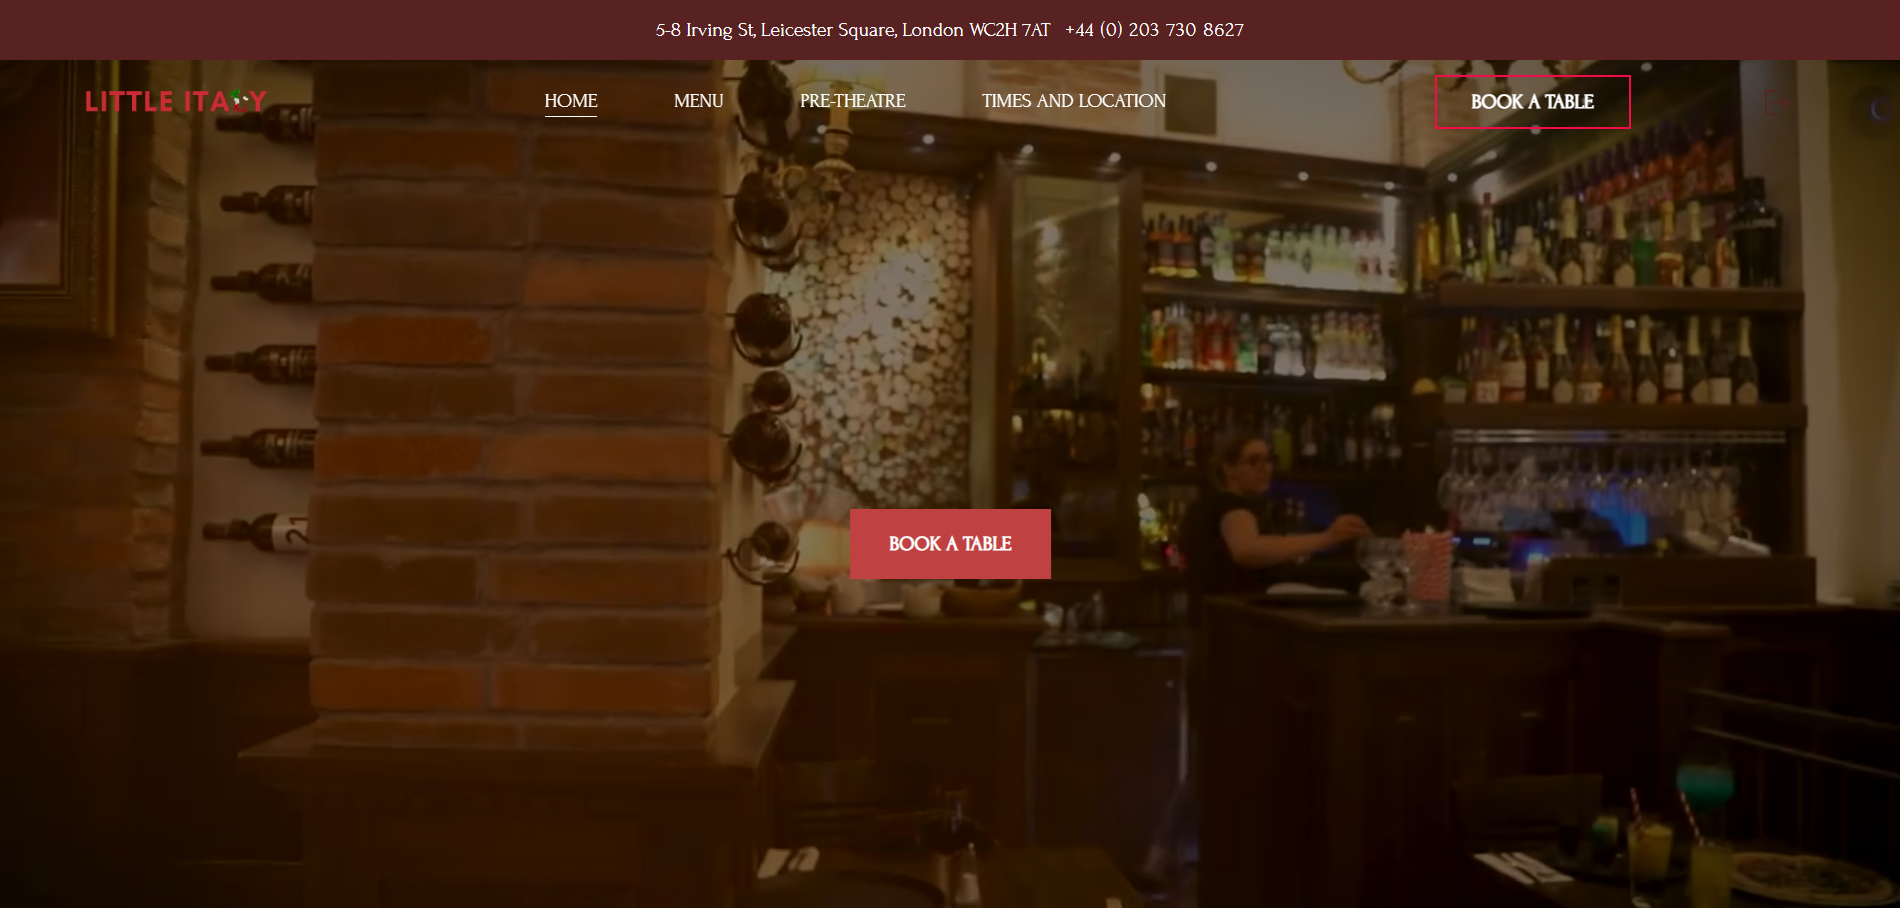 5-8 Irving St, Leicester Square, London WC2H 7AT +44 (0) 203 730 8627
LITTLE ITALY
HOME
MENU
PRE-THEATRE
TIMES AND LOCATION
BOOK A TABLE
21
BOOK A TABLE